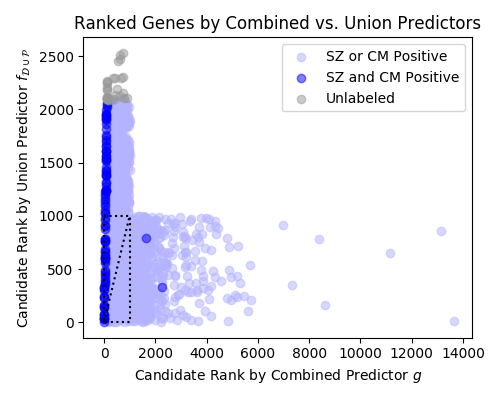 Ranked Genes by Combined vs. Union Predictors
SZ or CM Positive
SZ and CM Positive
Unlabeled
Candidate Rank by Union Predictor f_{D∪P}
2500
2000
1500
1000
500
0
0 2000 4000 6000 8000 10000 12000 14000
Candidate Rank by Combined Predictor g